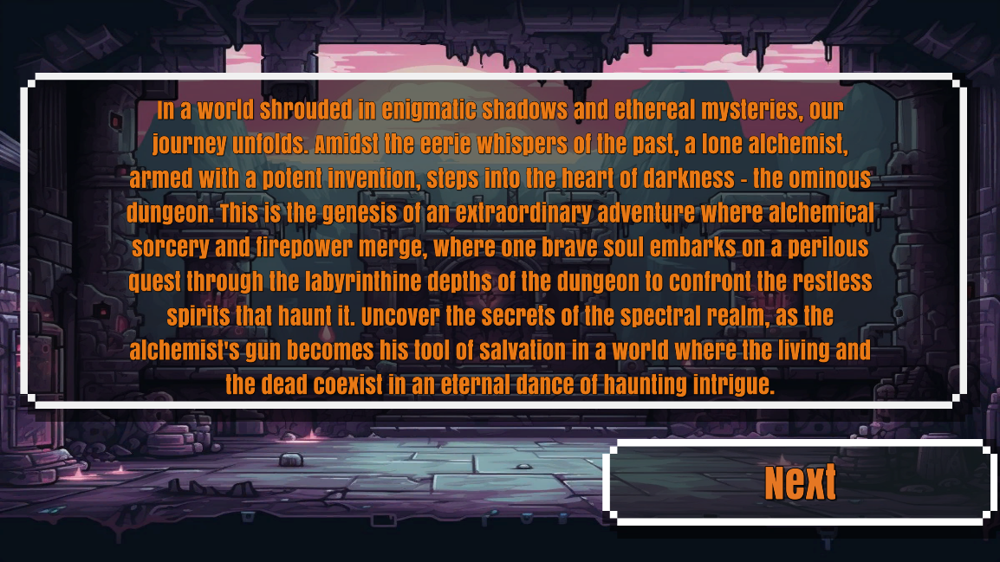 In a world shrouded in enigmatic shadows and ethereal mysteries, our
journey unfolds. Amidst the eerie whispers of the past, a lone alchemist,
armed with a potent invention, steps into the heart of darkness - the ominous
dungeon. This is the genesis of an extraordinary adventure where alchemical
sorcery and firepower merge, where one brave soul embarks on a perilous
quest through the labyrinthine depths of the dungeon to confront the restless
spirits that haunt it. Uncover the secrets of the spectral realm, as the
alchemist's gun becomes his tool of salvation in a world where the living and
the dead coexist in an eternal dance of haunting intrigue.
Next